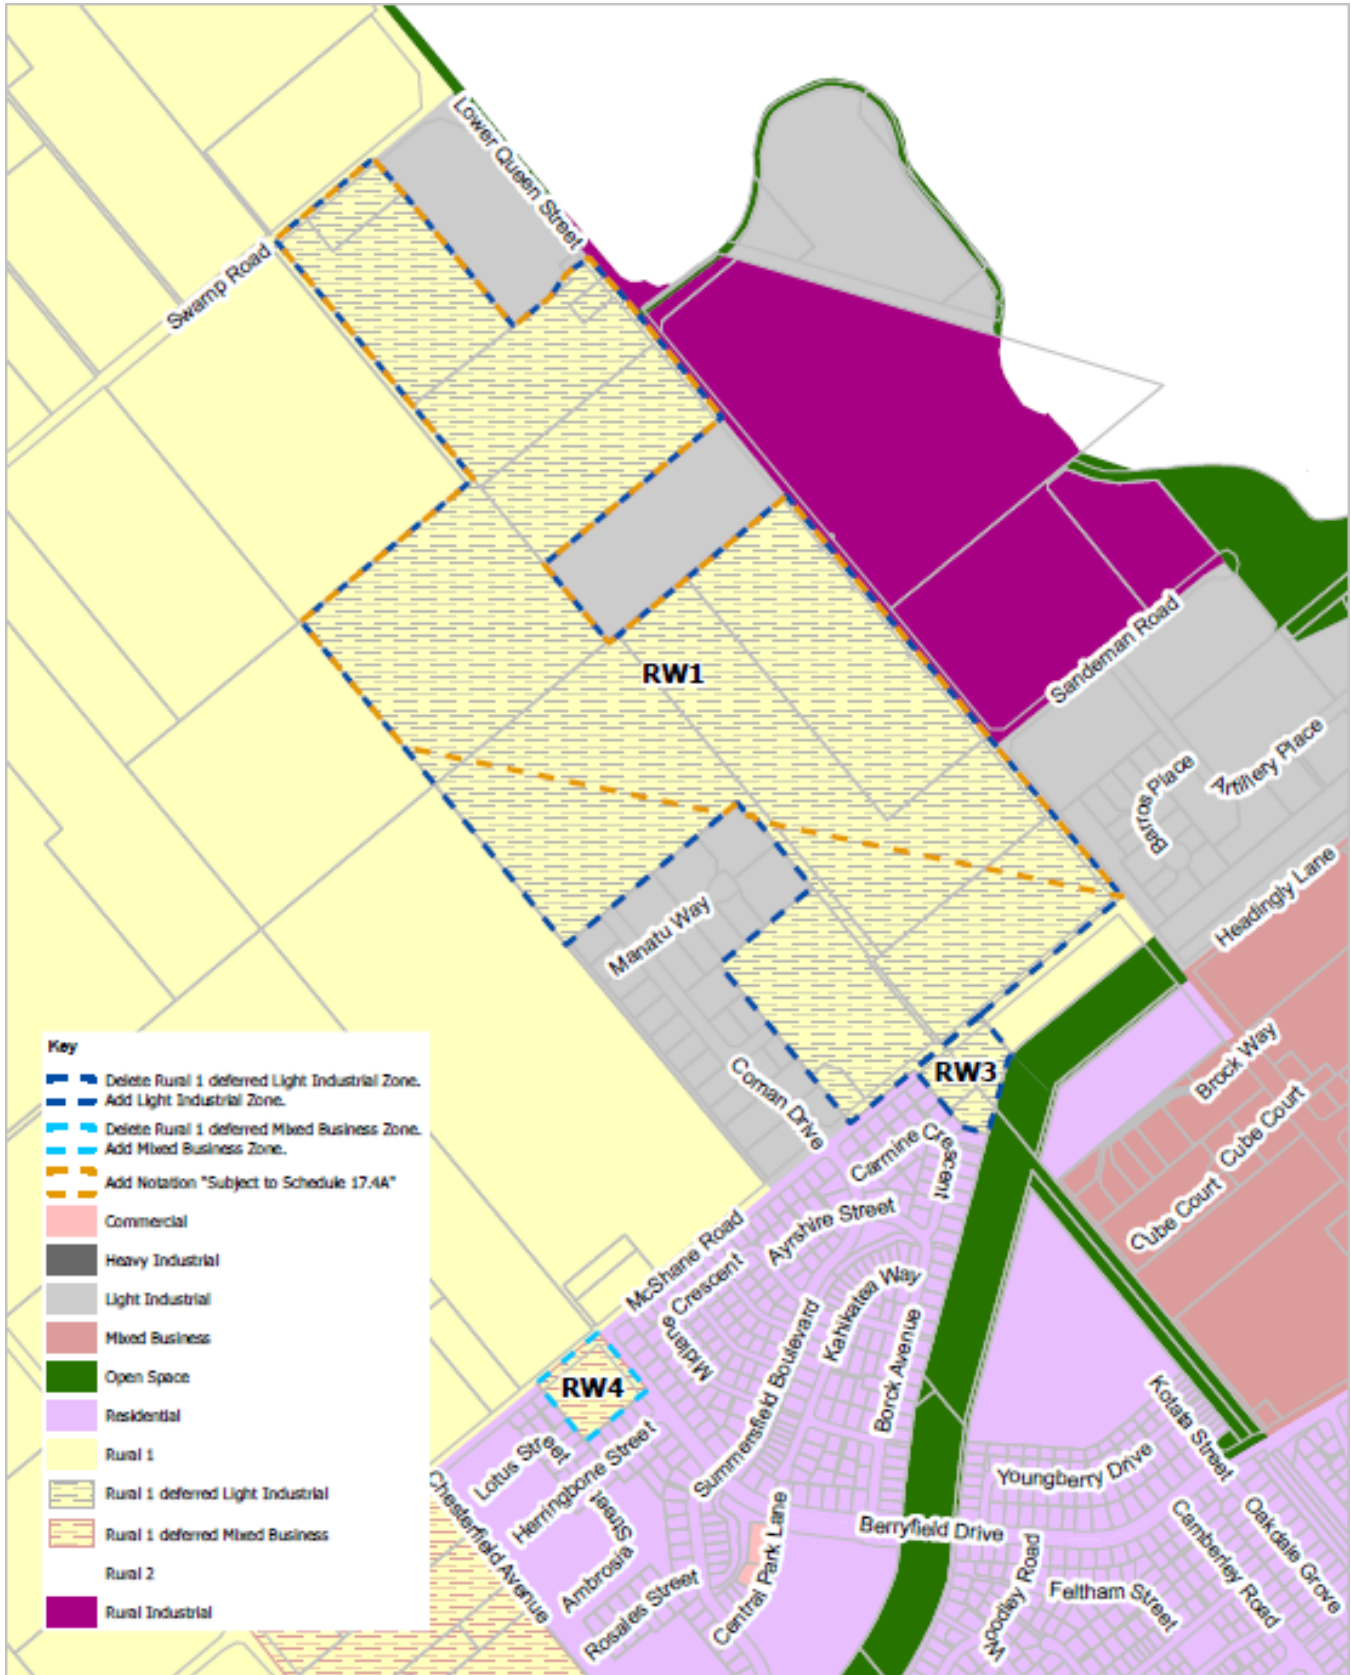 Lower Queen Street
Swamp Road
RW1
Sandeman Road
Artillery Place
Barros Place
Headingly Lane
Manatu Way
Brock Way
RW3
Coman Drive
Cube Court
Carmine Crescent
Cube Court
Ayrshire Street
McShane Road
Midlane Crescent
Kahikatea Way
Borck Avenue
Summersfield Boulevard
RW4
Kotata Street
Lotus Street
Herringbone Street
Youngberry Drive
Chesterfield Avenue
Ambrosia Street
Berryfield Drive
Central Park Lane
Camberley Road
Oakdale Grove
Rosales Street
Woodley Road
Feltham Street
Key
Delete Rural 1 deferred Light Industrial Zone.
Add Light Industrial Zone.
Delete Rural 1 deferred Mixed Business Zone.
Add Mixed Business Zone.
Add Notation "Subject to Schedule 17.4A"
Commercial
Heavy Industrial
Light Industrial
Mixed Business
Open Space
Residential
Rural 1
Rural 1 deferred Light Industrial
Rural 1 deferred Mixed Business
Rural 2
Rural Industrial